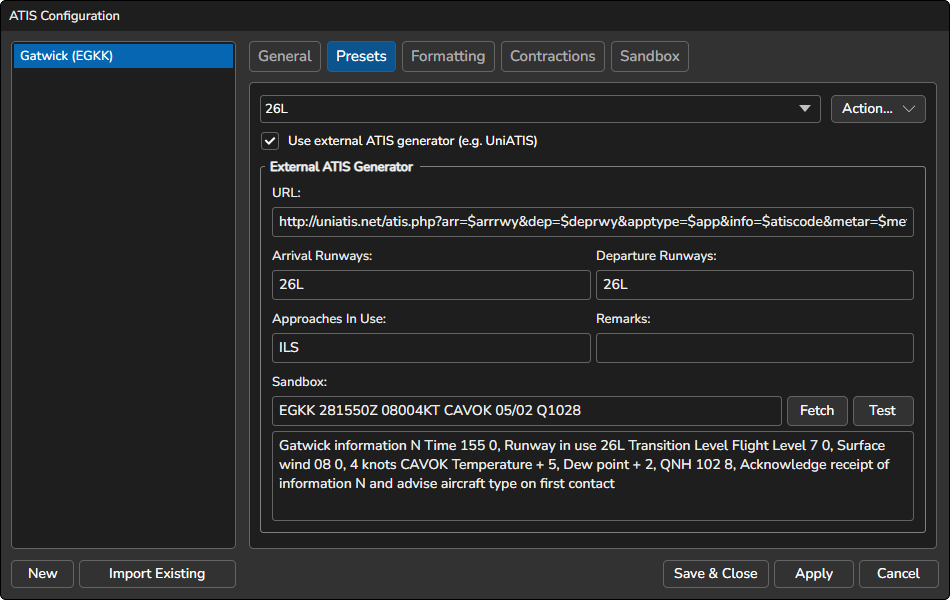 ATIS Configuration
Gatwick (EGKK)
General Presets Formatting Contractions Sandbox
26L Action...
Use external ATIS generator (e.g. UniATIS)
External ATIS Generator
URL:
http://uniatis.net/atis.php?arr=$arrrwy&dep=$deprwy&apptype=$app&info=$atiscode&metar=$me
Arrival Runways: Departure Runways:
26L 26L
Approaches In Use: Remarks:
ILS
Sandbox:
EGKK 281550Z 08004KT CAVOK 05/02 Q1028 Fetch Test
Gatwick information N Time 155 0, Runway in use 26L Transition Level Flight Level 7 0, Surface
wind 08 0, 4 knots CAVOK Temperature + 5, Dew point + 2, QNH 102 8, Acknowledge receipt of
information N and advise aircraft type on first contact
New Import Existing Save & Close Apply Cancel